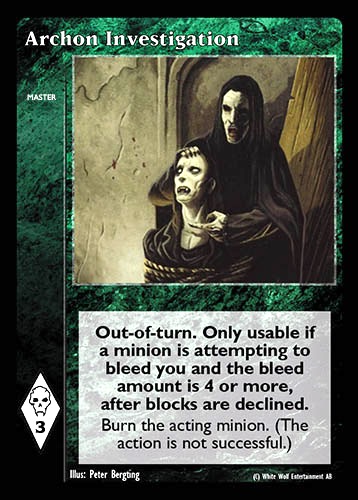 Archon Investigation
MASTER
Out-of-turn. Only usable if
a minion is attempting to
bleed you and the bleed
amount is 4 or more,
after blocks are declined.
Burn the acting minion. (The
action is not successful.)
3
Illus: Peter Bergting
(C) White Wolf Entertainment AB